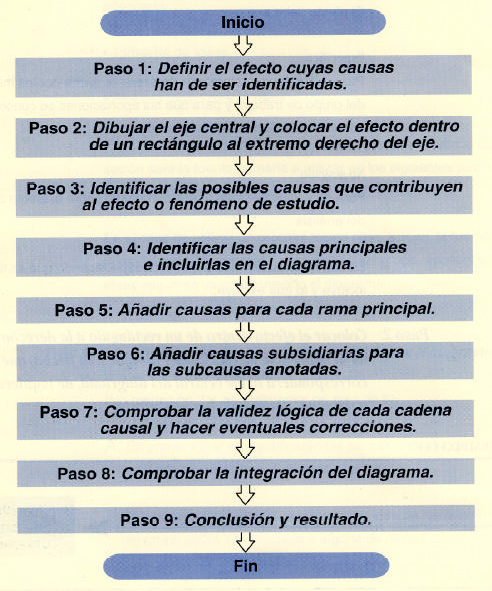 Inicio
Paso 1: Definir el efecto cuyas causas
han de ser identificadas.
Paso 2: Dibujar el eje central y colocar el efecto dentro
de un rectángulo al extremo derecho del eje.
Paso 3: Identificar las posibles causas que contribuyen
al efecto o fenómeno de estudio.
Paso 4: Identificar las causas principales
e incluirlas en el diagrama.
Paso 5: Añadir causas para cada rama principal.
Paso 6: Añadir causas subsidiarias para
las subcausas anotadas.
Paso 7: Comprobar la validez lógica de cada cadena
causal y hacer eventuales correcciones.
Paso 8: Comprobar la integración del diagrama.
Paso 9: Conclusión y resultado.
Fin